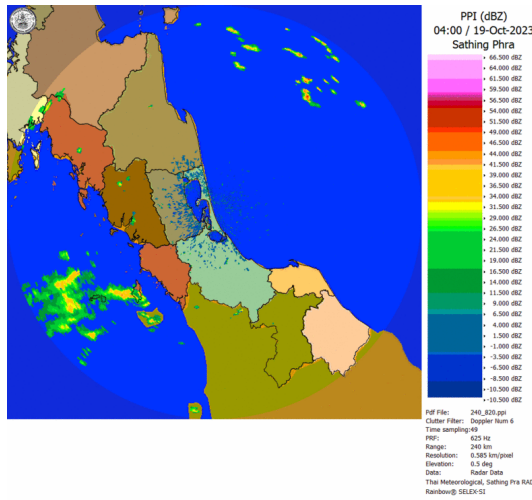 PPI (dBZ)
04:00 / 19-Oct-2023
Sathing Phra
66.500 dBZ
64.000 dBZ
61.500 dBZ
59.500 dBZ
56.500 dBZ
54.000 dBZ
51.500 dBZ
49.000 dBZ
46.500 dBZ
44.000 dBZ
41.500 dBZ
39.000 dBZ
36.500 dBZ
34.000 dBZ
31.500 dBZ
29.000 dBZ
26.500 dBZ
24.000 dBZ
21.500 dBZ
19.000 dBZ
16.500 dBZ
14.000 dBZ
11.500 dBZ
9.000 dBZ
6.500 dBZ
4.000 dBZ
1.500 dBZ
-1.000 dBZ
-3.500 dBZ
-6.000 dBZ
-8.500 dBZ
-10.500 dBZ
-10.500 dBZ
Pdf File: 240_820.ppi
Clutter Filter: Doppler Num 6
Time sampling:49
PRF: 625 Hz
Range: 240 km
Resolution: 0.585 km/pixel
Elevation: 0.5 deg
Data: Radar Data
Thai Meteorological, Sathing Pra RAD
Rainbow® SELEX-SI